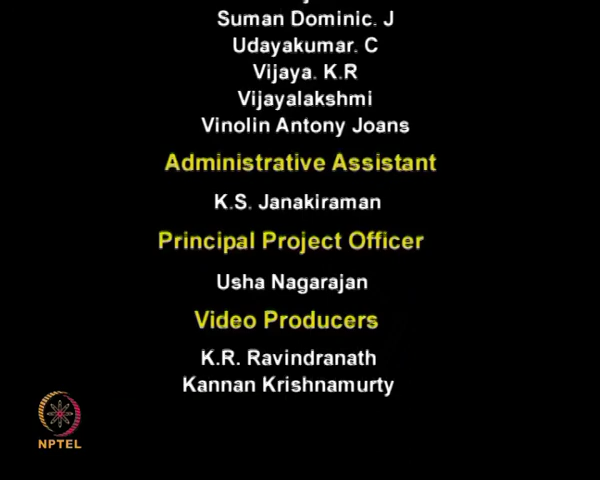 Suman Dominic. J
Udayakumar. C
Vijaya. K.R
Vijayalakshmi
Vinolin Antony Joans
Administrative Assistant
K.S. Janakiraman
Principal Project Officer
Usha Nagarajan
Video Producers
K.R. Ravindranath
Kannan Krishnamurty
NPTEL